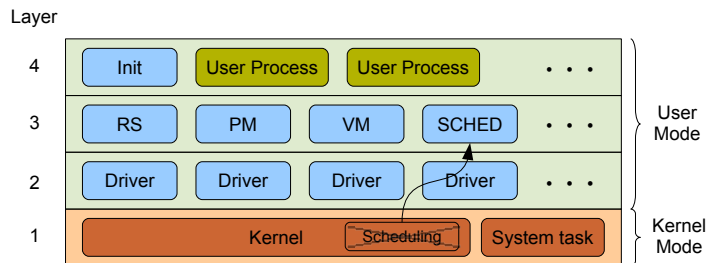 Layer
4
Init
User Process
User Process
. . .
3
RS
PM
VM
SCHED
. . .
User
Mode
2
Driver
Driver
Driver
Driver
. . .
1
Kernel
Scheduling
System task
Kernel
Mode